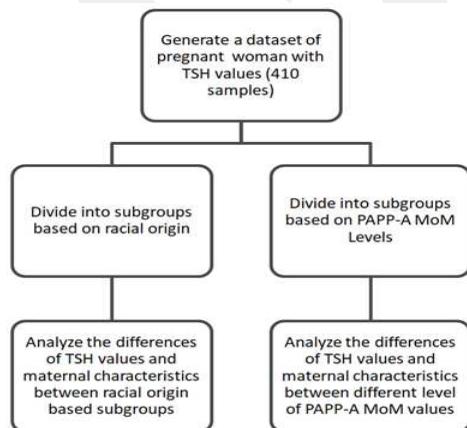 Generate a dataset of
pregnant woman with
TSH values (410
samples)
Divide into subgroups
based on racial origin
Divide into subgroups
based on PAPP-A MoM
Levels
Analyze the differences
of TSH values and
maternal characteristics
between racial origin
based subgroups
Analyze the differences
of TSH values and
maternal characteristics
between different level
of PAPP-A MoM values